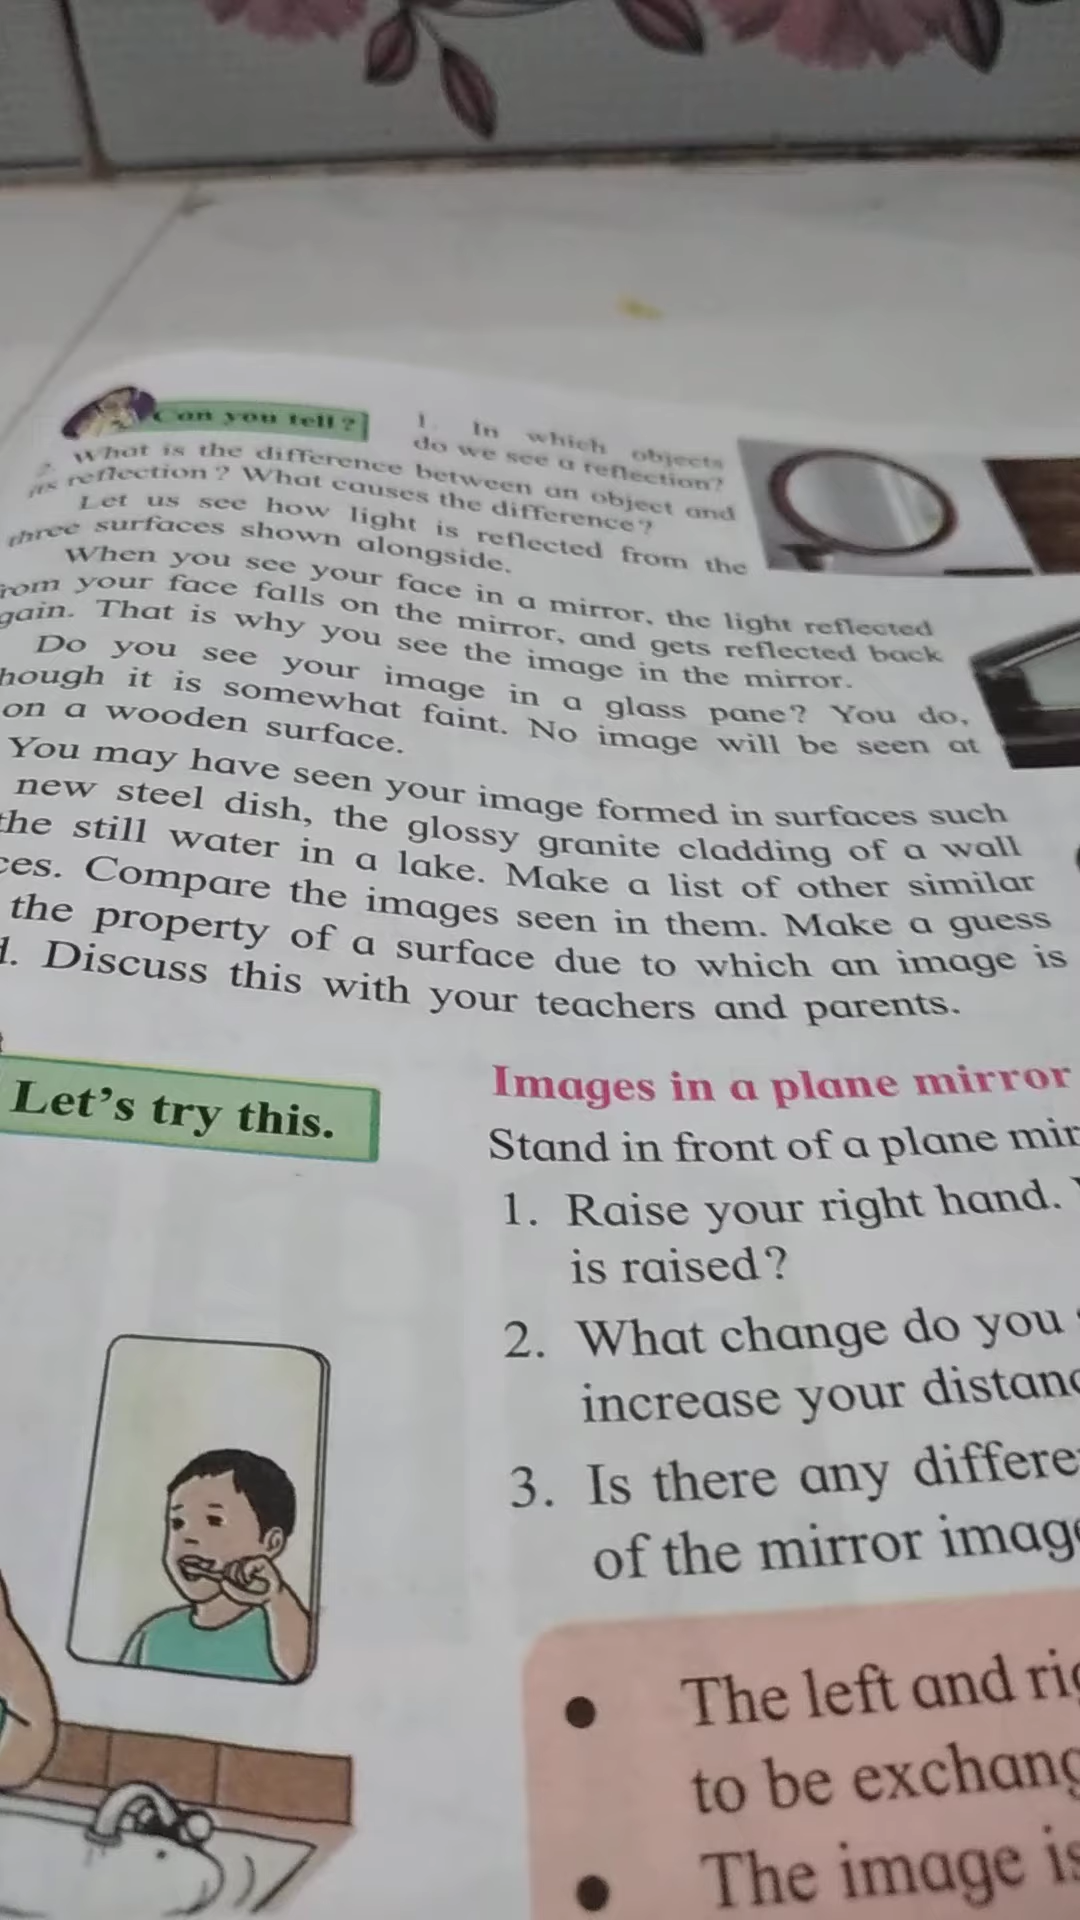 Can you tell?
1. In which objects
do we see a reflection?
2. What is the difference between an object and
its reflection? What causes the difference?
Let us see how light is reflected from the
three surfaces shown alongside.
When you see your face in a mirror, the light reflected
rom your face falls on the mirror, and gets reflected back
gain. That is why you see the image in the mirror.
Do you see your image in a glass pane? You do,
hough it is somewhat faint. No image will be seen at
on a wooden surface.
You may have seen your image formed in surfaces such
new steel dish, the glossy granite cladding of a wall
the still water in a lake. Make a list of other similar
ces. Compare the images seen in them. Make a guess
the property of a surface due to which an image is
d. Discuss this with your teachers and parents.
Let's try this.
Images in a plane mirror
Stand in front of a plane mir
1. Raise your right hand.
is raised?
2. What change do you
increase your distanc
3. Is there any differe
of the mirror image
The left and rig
to be exchang
The image is